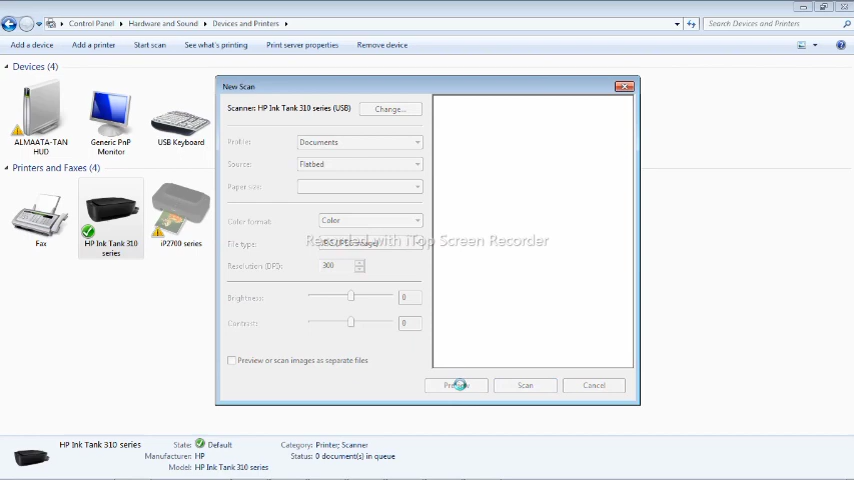 Control Panel
Hardware and Sound
Devices and Printers
Search Devices and Printers
Add a device
Add a printer
Start scan
See what's printing
Print server properties
Remove device
Devices (4)
ALMAATA-TAN
HUD
Generic PnP
Monitor
USB Keyboard
Printers and Faxes (4)
Fax
HP Ink Tank 310
series
iP2700 series
New Scan
Scanner: HP Ink Tank 310 series (USB)
Change...
Profile:
Documents
Source:
Flatbed
Paper size:
Color format:
Color
File type:
Recorded with iTop Screen Recorder
Resolution (DPI):
300
Brightness:
0
Contrast:
0
Preview or scan images as separate files
Scan
Cancel
HP Ink Tank 310 series
State:
Default
Category: Printer; Scanner
Manufacturer: HP
Status: 0 document(s) in queue
Model: HP Ink Tank 310 series